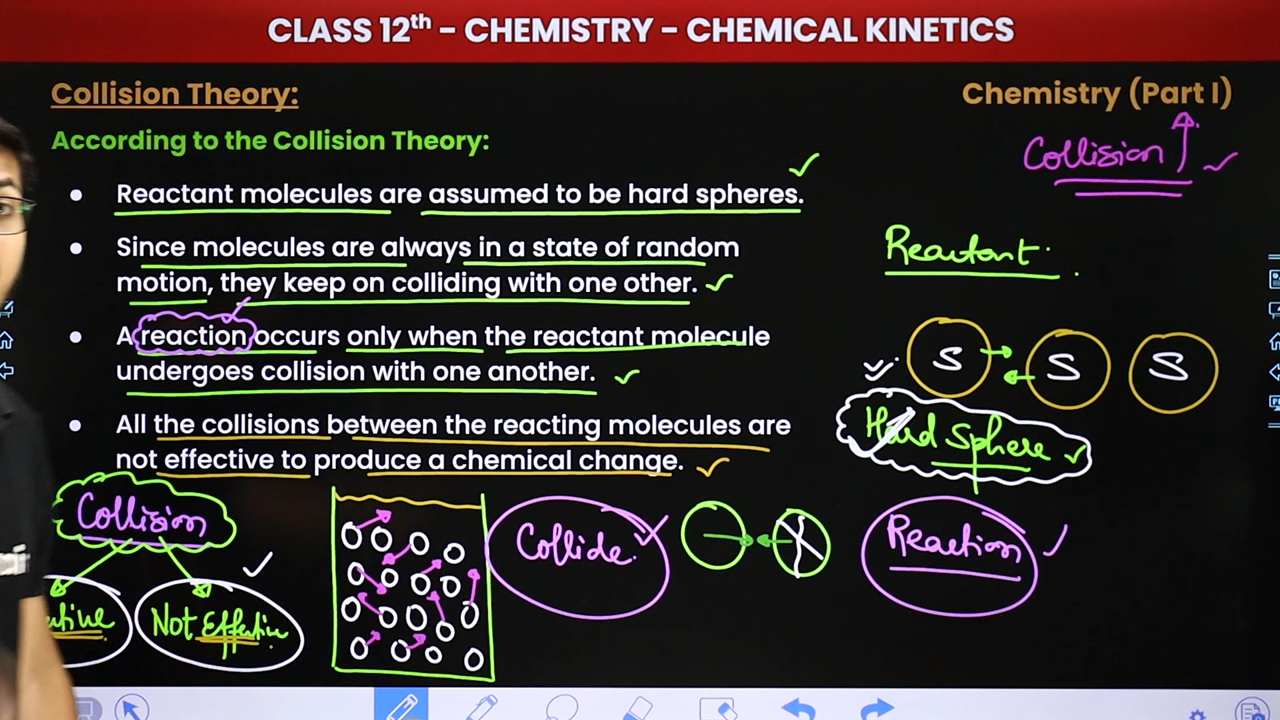 CLASS 12th - CHEMISTRY - CHEMICAL KINETICS
Collision Theory:
Chemistry (Part I)
According to the Collision Theory:
Collision
• Reactant molecules are assumed to be hard spheres.
• Since molecules are always in a state of random
motion, they keep on colliding with one other.
Reactant.
• A reaction occurs only when the reactant molecule
undergoes collision with one another.
S S S
• All the collisions between the reacting molecules are
not effective to produce a chemical change.
Hard Sphere
Collision
Collide
Reaction
Not Effective